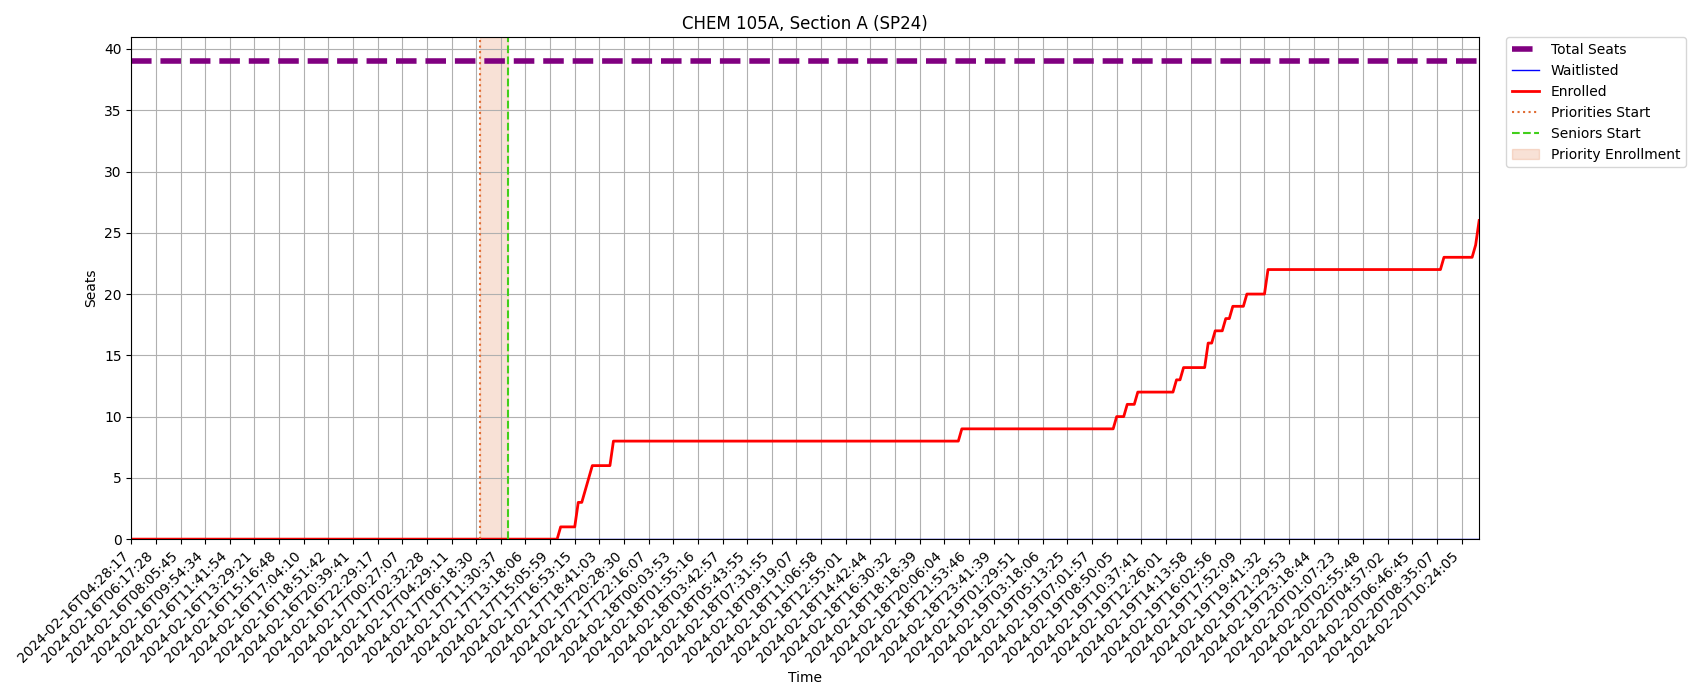 CHEM 105A, Section A (SP24)
Seats
40
35
30
25
20
15
10
5
0
Total Seats
Waitlisted
Enrolled
Priorities Start
Seniors Start
Priority Enrollment
2024-02-16T04:28:17
2024-02-16T06:17:28
2024-02-16T08:05:45
2024-02-16T09:54:34
2024-02-16T11:41:54
2024-02-16T13:29:21
2024-02-16T15:16:48
2024-02-16T17:04:10
2024-02-16T18:51:42
2024-02-16T20:39:41
2024-02-16T22:29:17
2024-02-17T00:27:07
2024-02-17T02:32:28
2024-02-17T04:29:11
2024-02-17T06:18:30
2024-02-17T11:30:37
2024-02-17T13:18:06
2024-02-17T15:05:59
2024-02-17T16:53:15
2024-02-17T18:41:03
2024-02-17T20:28:30
2024-02-17T22:16:07
2024-02-18T00:03:53
2024-02-18T01:55:16
2024-02-18T03:42:57
2024-02-18T05:43:55
2024-02-18T07:31:55
2024-02-18T09:19:07
2024-02-18T11:06:58
2024-02-18T12:55:01
2024-02-18T14:42:44
2024-02-18T16:30:32
2024-02-18T18:18:39
2024-02-18T20:06:04
2024-02-18T21:53:46
2024-02-18T23:41:39
2024-02-19T01:29:51
2024-02-19T03:18:06
2024-02-19T05:13:25
2024-02-19T07:01:57
2024-02-19T08:50:05
2024-02-19T10:37:41
2024-02-19T12:26:01
2024-02-19T14:13:58
2024-02-19T16:02:56
2024-02-19T17:52:09
2024-02-19T19:41:32
2024-02-19T21:29:53
2024-02-19T23:18:44
2024-02-20T01:07:23
2024-02-20T02:55:48
2024-02-20T04:57:02
2024-02-20T06:46:45
2024-02-20T08:35:07
2024-02-20T10:24:05
Time